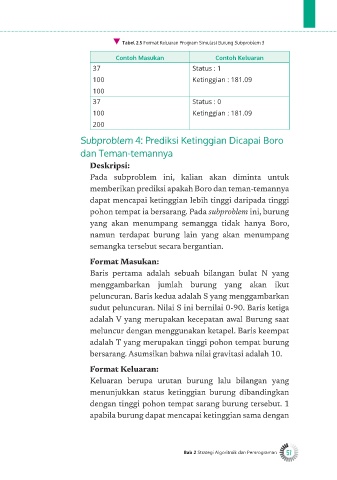 ▼ Tabel 2.5 Format Keluaran Program Simulasi Burung Subproblem 3
Contoh Masukan Contoh Keluaran
37 Status : 1
100 Ketinggian : 181.09
100
37 Status : 0
100 Ketinggian : 181.09
200
Subproblem 4: Prediksi Ketinggian Dicapai Boro
dan Teman-temannya
Deskripsi:
Pada subproblem ini, kalian akan diminta untuk
memberikan prediksi apakah Boro dan teman-temannya
dapat mencapai ketinggian lebih tinggi daripada tinggi
pohon tempat ia bersarang. Pada subproblem ini, burung
yang akan menumpang semangga tidak hanya Boro,
namun terdapat burung lain yang akan menumpang
semangka tersebut secara bergantian.
Format Masukan:
Baris pertama adalah sebuah bilangan bulat N yang
menggambarkan jumlah burung yang akan ikut
peluncuran. Baris kedua adalah S yang menggambarkan
sudut peluncuran. Nilai S ini bernilai 0-90. Baris ketiga
adalah V yang merupakan kecepatan awal Burung saat
meluncur dengan menggunakan ketapel. Baris keempat
adalah T yang merupakan tinggi pohon tempat burung
bersarang. Asumsikan bahwa nilai gravitasi adalah 10.
Format Keluaran:
Keluaran berupa urutan burung lalu bilangan yang
menunjukkan status ketinggian burung dibandingkan
dengan tinggi pohon tempat sarang burung tersebut. 1
apabila burung dapat mencapai ketinggian sama dengan
Bab 2 Strategi Algoritmik dan Pemrograman 51